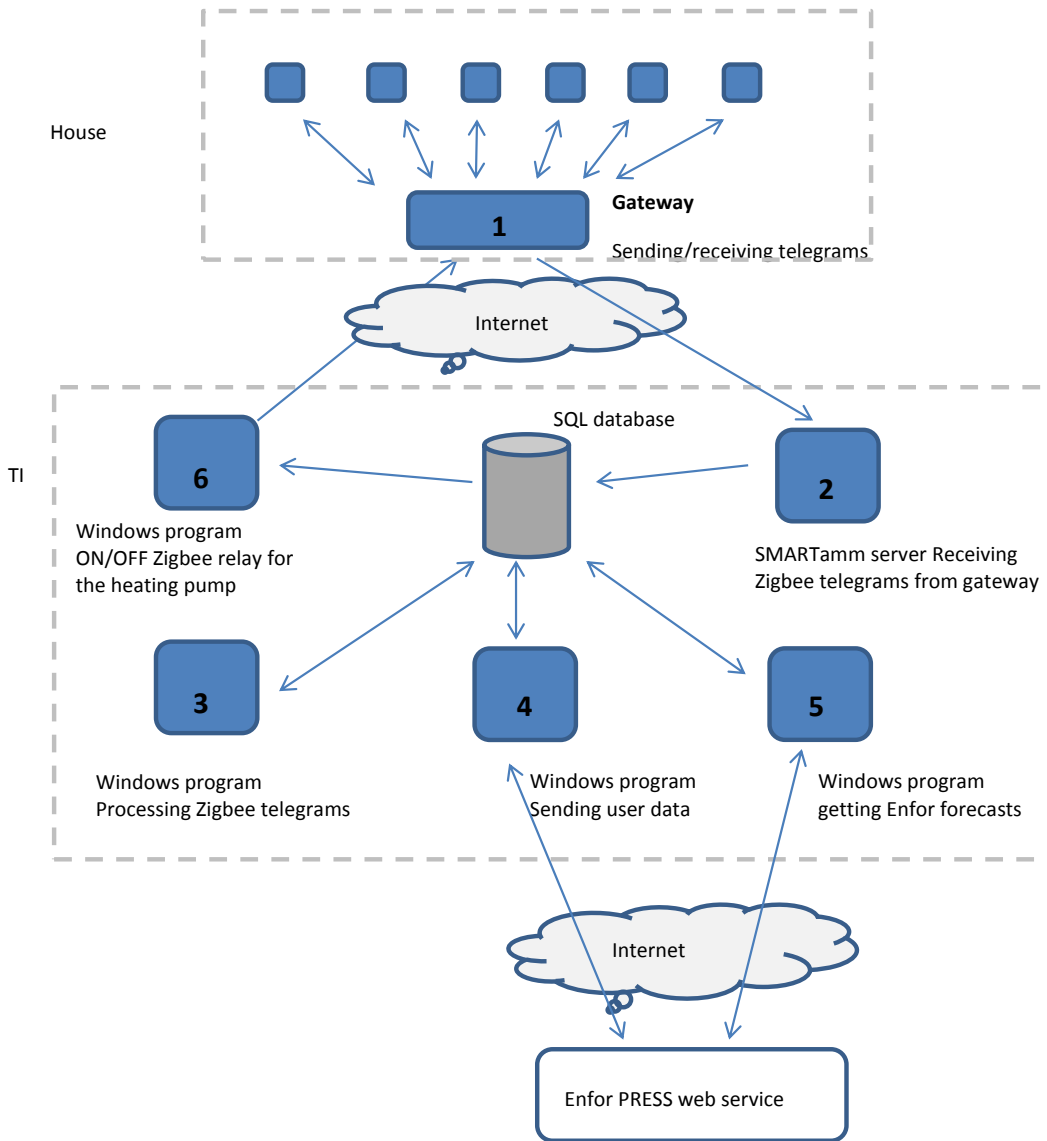 House
Gateway
1
Sending/receiving telegrams
Internet
TI
SQL database
6
2
Windows program
ON/OFF Zigbee relay for
the heating pump
SMARTamm server Receiving
Zigbee telegrams from gateway
3
4
5
Windows program
Processing Zigbee telegrams
Windows program
Sending user data
Windows program
getting Enfor forecasts
Internet
Enfor PRESS web service